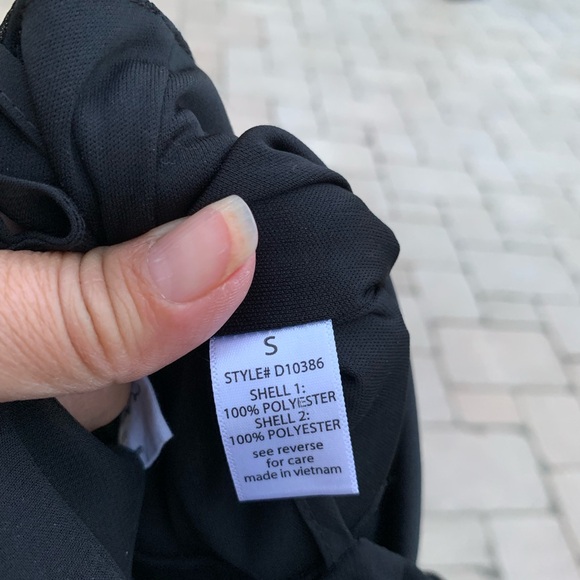 S
STYLE# D10386
SHELL 1:
100% POLYESTER
SHELL 2:
100% POLYESTER
see reverse
for care
made in vietnam